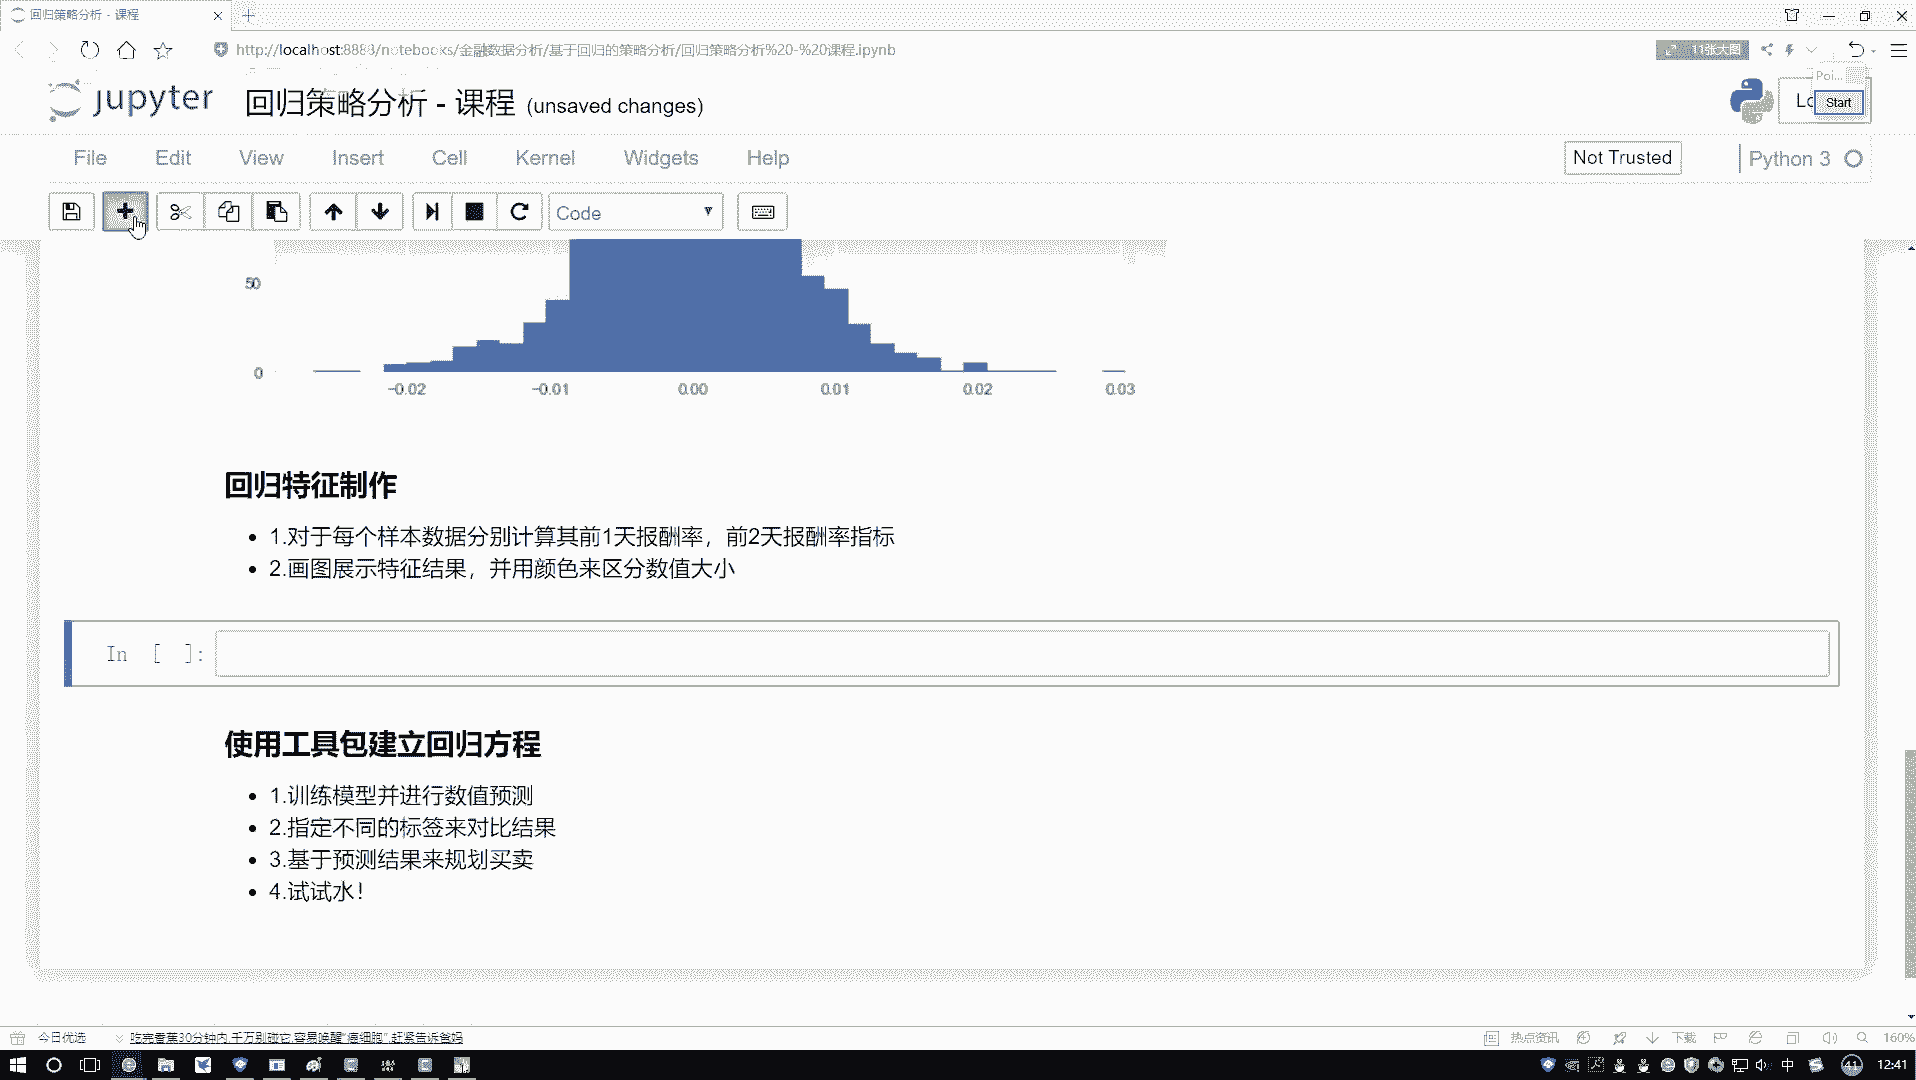 回归策略分析 - 课程
http://localhost:8888/notebooks/金融数据分析/基于回归的策略分析/回归策略分析%20-%20课程.ipynb
11张大图
Poi...
jupyter
回归策略分析 - 课程 (unsaved changes)
Start
File Edit View Insert Cell Kernel Widgets Help
Not Trusted
Python 3
Code
50
0
−0.02 −0.01 0.00 0.01 0.02 0.03
回归特征制作
1.对于每个样本数据分别计算其前1天报酬率，前2天报酬率指标
2.画图展示特征结果，并用颜色来区分数值大小
In [ ]:
使用工具包建立回归方程
1.训练模型并进行数值预测
2.指定不同的标签来对比结果
3.基于预测结果来规划买卖
4.试试水！
今日优选
吃完香蕉30分钟内,千万别碰它,容易唤醒"癌细胞",赶紧告诉爸妈
热点资讯
下载
160%
中
41
12:41